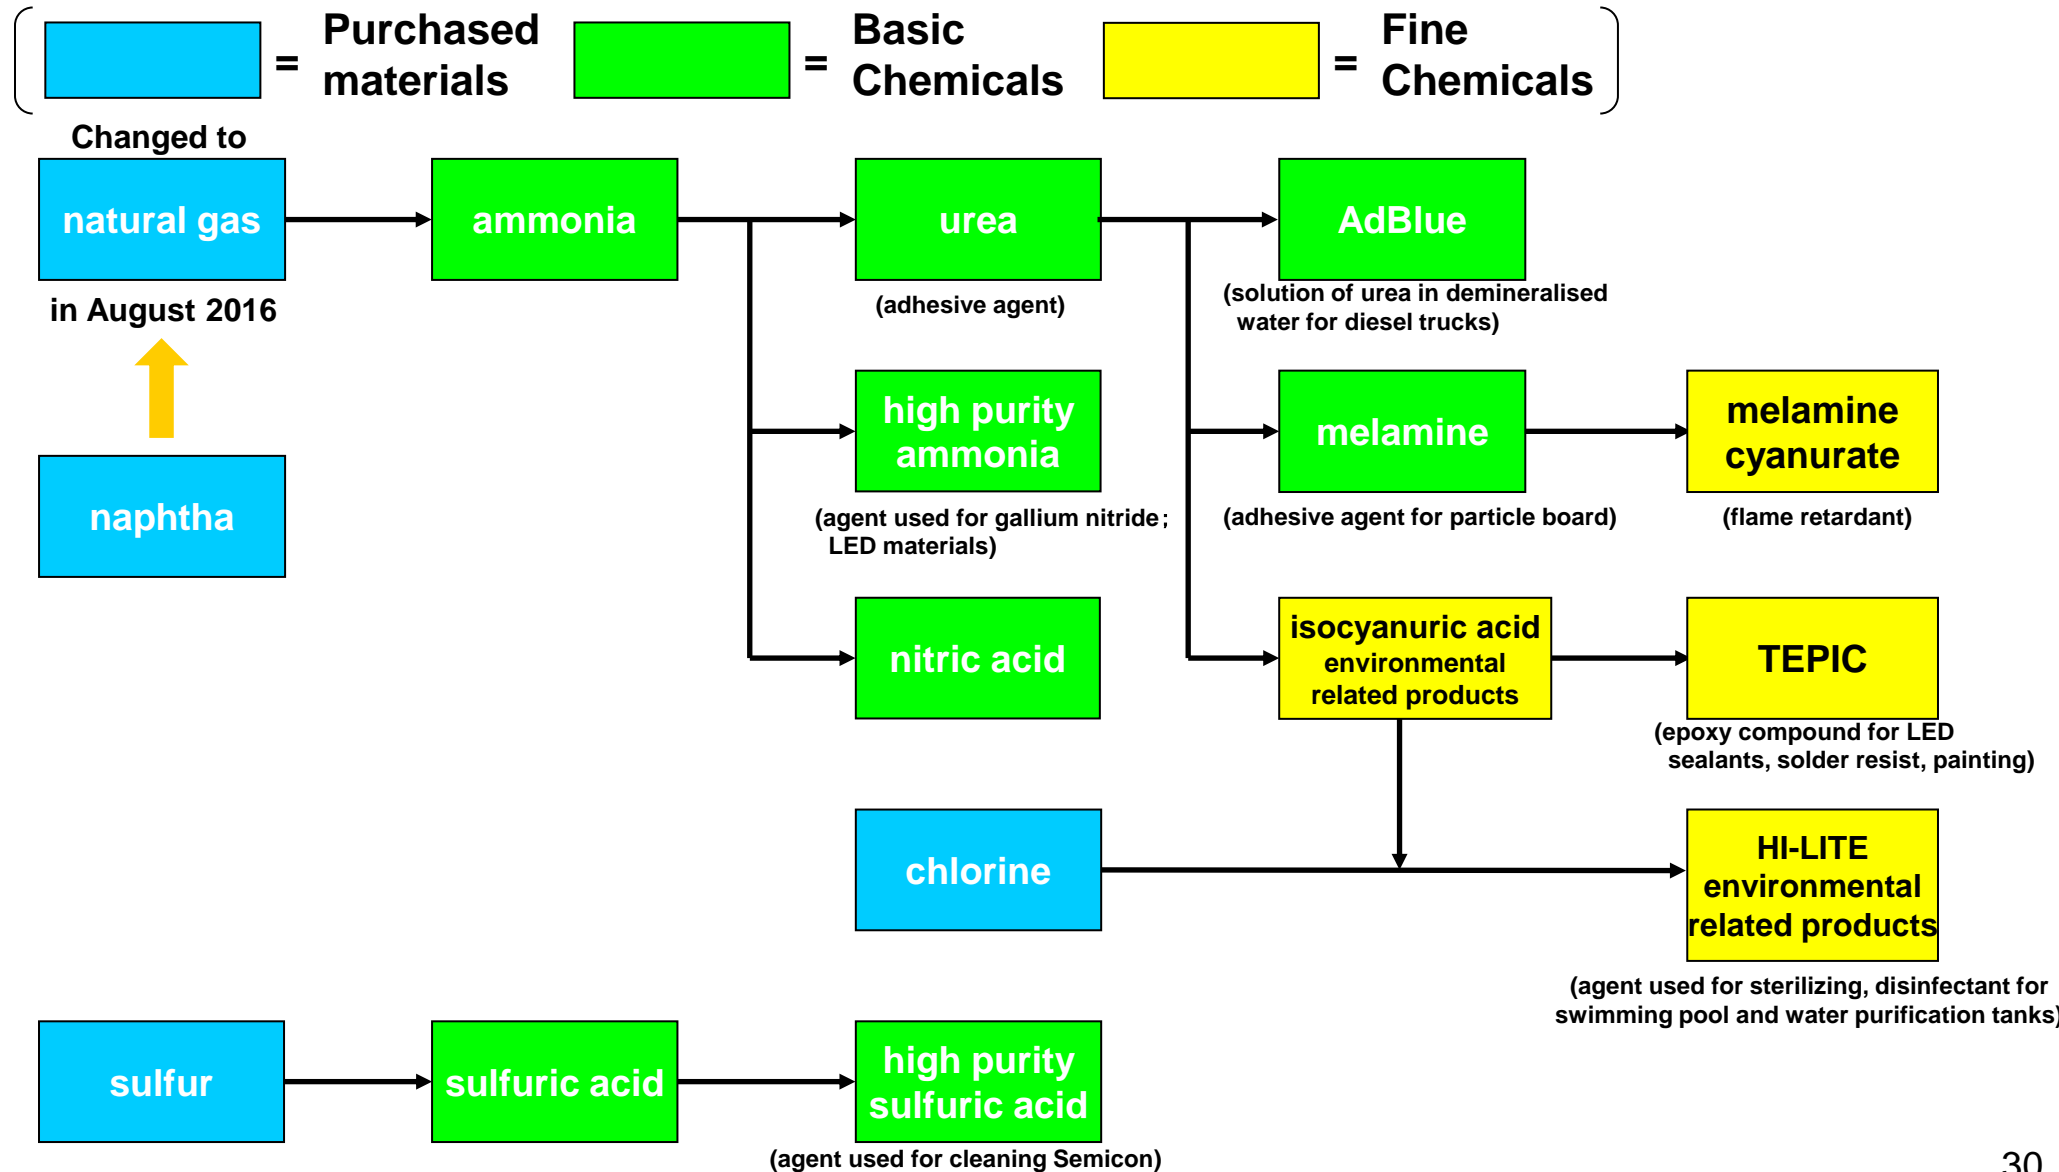 = Purchased materials
= Basic Chemicals
= Fine Chemicals
Changed to
natural gas
in August 2016
naphtha
ammonia
urea
(adhesive agent)
AdBlue
(solution of urea in demineralised
water for diesel trucks)
high purity
ammonia
(agent used for gallium nitride;
LED materials)
melamine
(adhesive agent for particle board)
melamine
cyanurate
(flame retardant)
nitric acid
isocyanuric acid
environmental
related products
TEPIC
(epoxy compound for LED
sealants, solder resist, painting)
chlorine
HI-LITE
environmental
related products
(agent used for sterilizing, disinfectant for
swimming pool and water purification tanks)
sulfur
sulfuric acid
high purity
sulfuric acid
(agent used for cleaning Semicon)
30